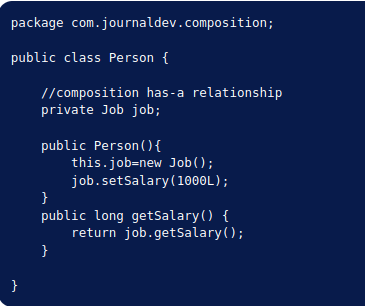 package com.journaldev.composition;
public class Person {
//composition has-a relationship
private Job job;
public Person(){
this.job=new Job();
job.setSalary(1000L);
}
public long getSalary() {
return job.getSalary();
}
}